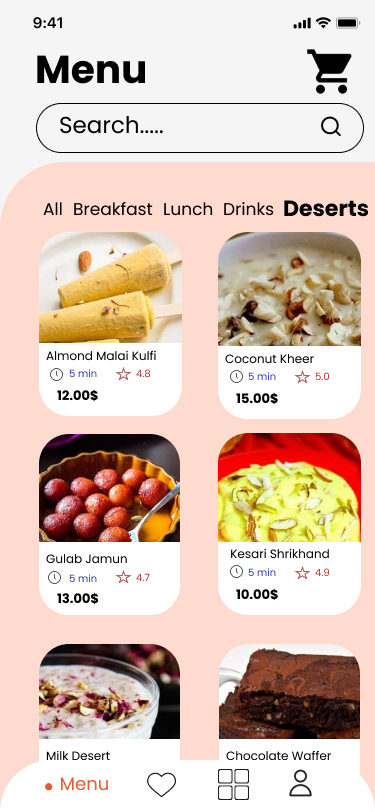 9:41
Menu
Search.....
All Breakfast Lunch Drinks Deserts
Almond Malai Kulfi
5 min 4.8
12.00$
Coconut Kheer
5 min 5.0
15.00$
Gulab Jamun
5 min 4.7
13.00$
Kesari Shrikhand
5 min 4.9
10.00$
Milk Desert
Chocolate Waffer
Menu